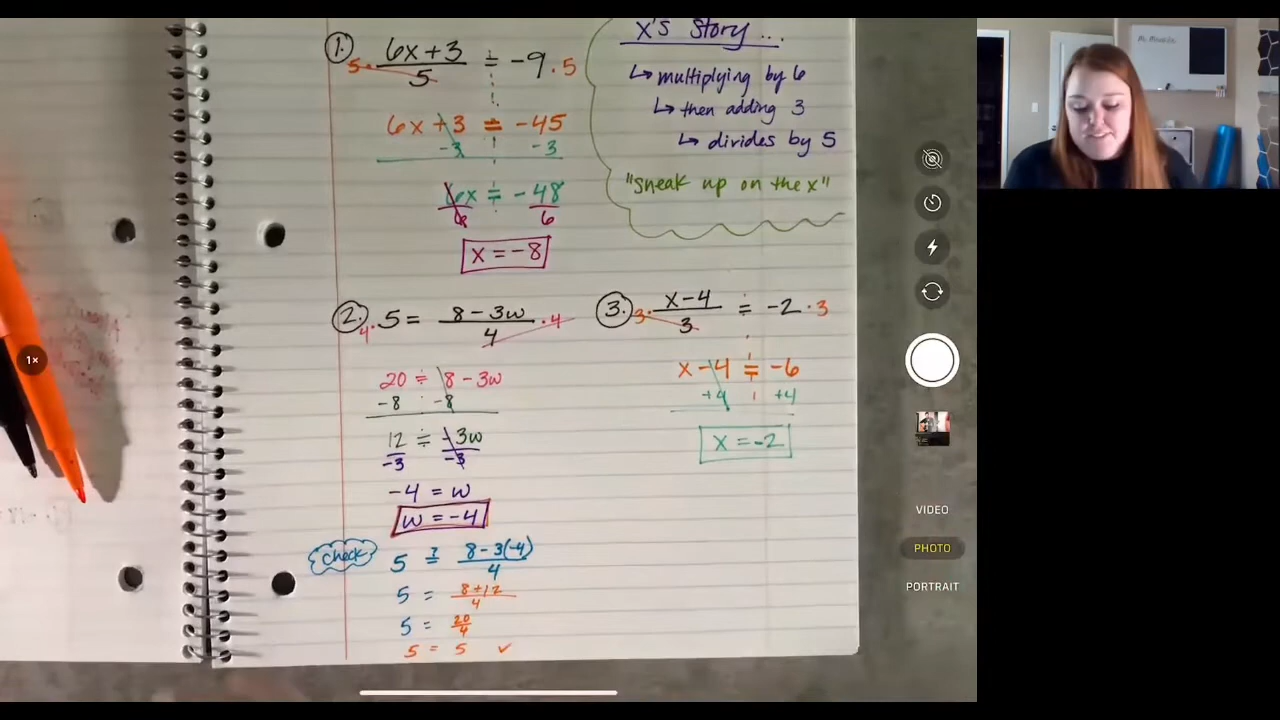 1. (6x+3)/5 = -9
5· ·5
6x +3 = -45
-3 -3
6x = -48
6 6
x = -8
x's Story ...
↳ multiplying by 6
↳ then adding 3
↳ divides by 5
"Sneak up on the x"
2. 5 = (8-3w)/4
4· ·4
20 = 8 - 3w
-8 -8
12 = -3w
-3 -3
-4 = w
w = -4
check
5 ≟ (8-3(-4))/4
5 = (8+12)/4
5 = 20/4
5 = 5 ✓
3. (x-4)/3 = -2
3· ·3
x -4 = -6
+4 +4
x = -2
1×
VIDEO
PHOTO
PORTRAIT